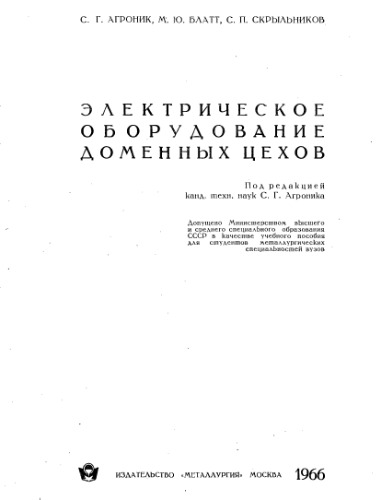 С. Г. АГРОНИК, М. Ю. БЛАТТ, С. П. СКРЫЛЬНИКОВ
ЭЛЕКТРИЧЕСКОЕ
ОБОРУДОВАНИЕ
ДОМЕННЫХ ЦЕХОВ
Под редакцией
канд. техн. наук С. Г. Агроника
Допущено Министерством высшего
и среднего специального образования
СССР в качестве учебного пособия
для студентов металлургических
специальностей вузов
ИЗДАТЕЛЬСТВО «МЕТАЛЛУРГИЯ» МОСКВА 1966